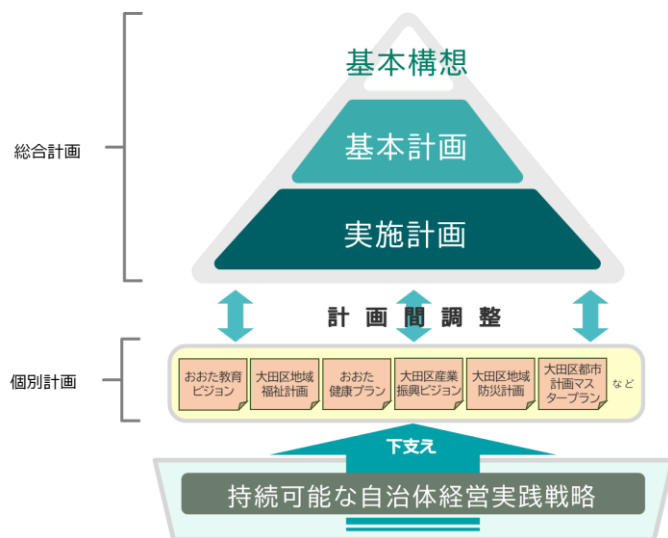 基本構想
基本計画
総合計画
実施計画
計画間調整
個別計画
おおた教育
ビジョン
大田区地域
福祉計画
おおた
健康プラン
大田区産業
振興ビジョン
大田区地域
防災計画
大田区都市
計画マス
タープラン
など
下支え
持続可能な自治体経営実践戦略